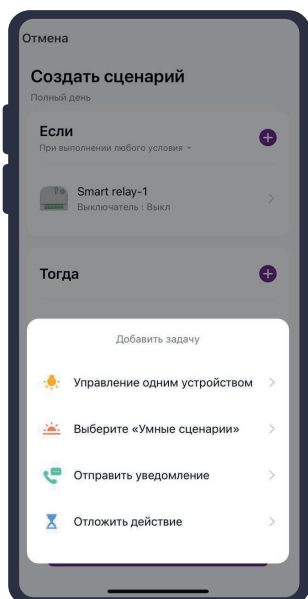 Отмена
Создать сценарий
Полный день
Если
При выполнении любого условия
Smart relay-1
Выключатель : Выкл
Тогда
Добавить задачу
Управление одним устройством
Выберите «Умные сценарии»
Отправить уведомление
Отложить действие